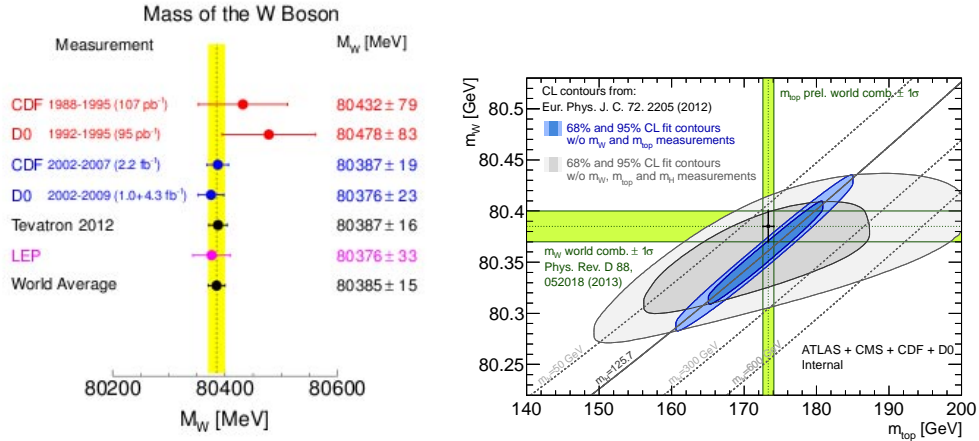 Mass of the W Boson
Measurement M_W [MeV]
CDF 1988-1995 (107 pb⁻¹) 80432 ± 79
D0 1992-1995 (95 pb⁻¹) 80478 ± 83
CDF 2002-2007 (2.2 fb⁻¹) 80387 ± 19
D0 2002-2009 (1.0+4.3 fb⁻¹) 80376 ± 23
Tevatron 2012 80387 ± 16
LEP 80376 ± 33
World Average 80385 ± 15
80200 80400 80600
M_W [MeV]
m_W [GeV]
80.5
80.45
80.4
80.35
80.3
80.25
CL contours from:
Eur. Phys. J. C. 72. 2205 (2012)
68% and 95% CL fit contours
w/o m_W and m_top measurements
68% and 95% CL fit contours
w/o m_W, m_top and m_H measurements
m_top prel. world comb. ± 1σ
m_W world comb. ± 1σ
Phys. Rev. D 88,
052018 (2013)
m_H=50 GeV
m_H=125.7
m_H=300 GeV
m_H=600 GeV
ATLAS + CMS + CDF + D0
Internal
140 150 160 170 180 190 200
m_top [GeV]